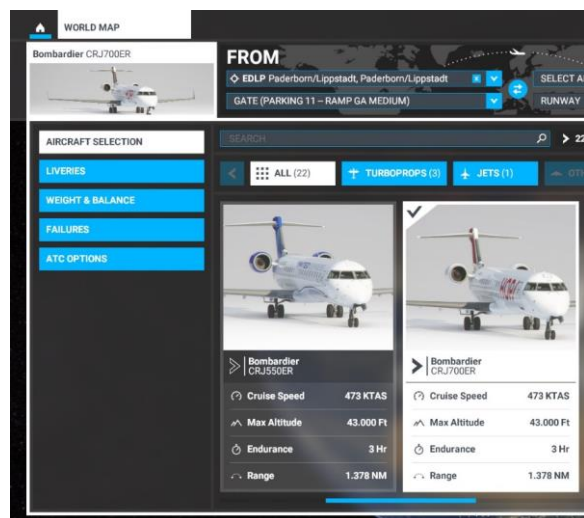 WORLD MAP
Bombardier CRJ700ER
FROM
EDLP Paderborn/Lippstadt, Paderborn/Lippstadt
SELECT A
GATE (PARKING 11 – RAMP GA MEDIUM)
RUNWAY
AIRCRAFT SELECTION
LIVERIES
WEIGHT & BALANCE
FAILURES
ATC OPTIONS
SEARCH
22
ALL (22)
TURBOPROPS (3)
JETS (1)
OT
Bombardier
CRJ550ER
Cruise Speed 473 KTAS
Max Altitude 43.000 Ft
Endurance 3 Hr
Range 1.378 NM
HOP!
Bombardier
CRJ700ER
Cruise Speed 473 KTAS
Max Altitude 43.000 Ft
Endurance 3 Hr
Range 1.378 NM